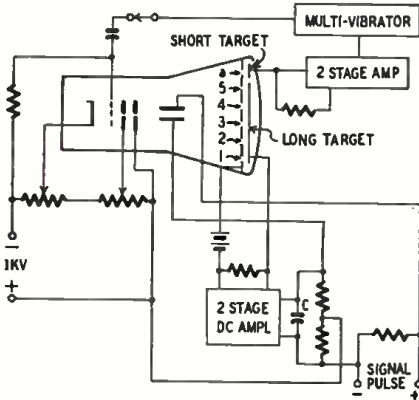 MULTI-VIBRATOR
SHORT TARGET
2 STAGE AMP
a
5
4
3
2
LONG TARGET
1KV
2 STAGE
DC AMPL
C
SIGNAL
PULSE